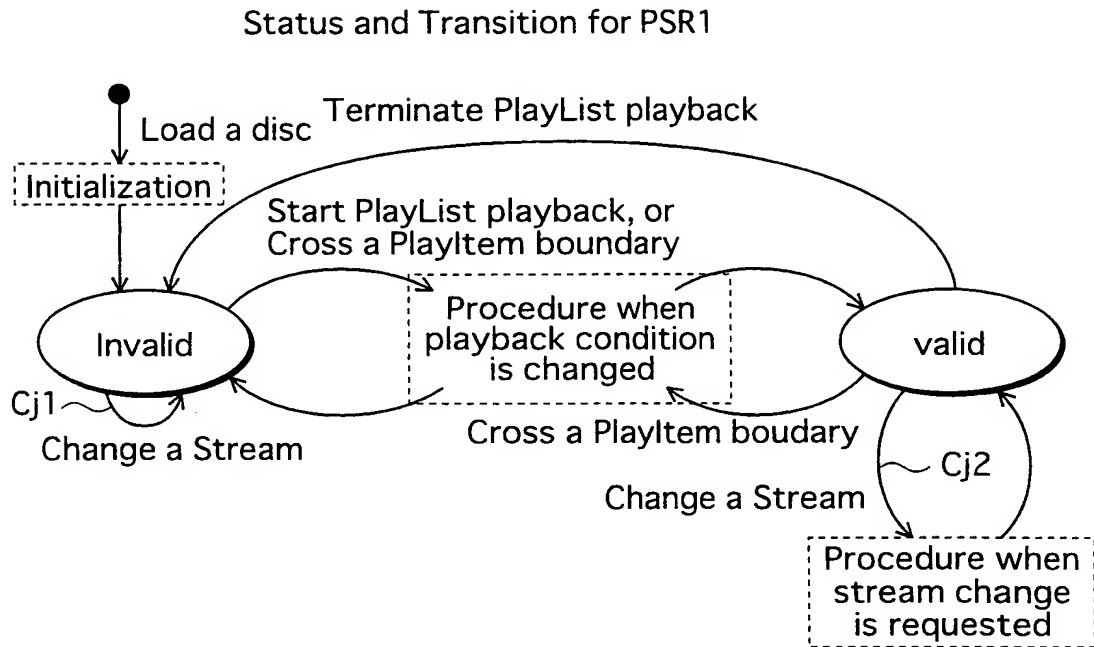 Status and Transition for PSR1
Load a disc
Terminate PlayList playback
Initialization
Start PlayList playback, or
Cross a PlayItem boundary
Invalid
Procedure when
playback condition
is changed
valid
Cj1
Change a Stream
Cross a PlayItem boudary
Cj2
Change a Stream
Procedure when
stream change
is requested